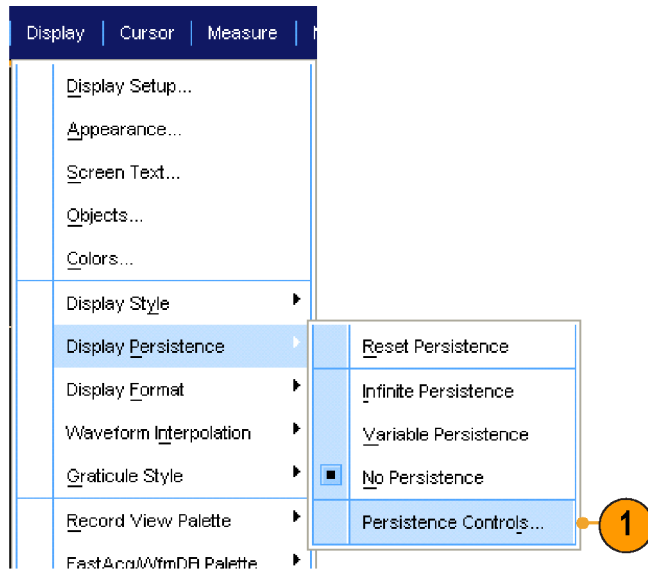 Display Cursor Measure
Display Setup...
Appearance...
Screen Text...
Objects...
Colors...
Display Style
Display Persistence
Reset Persistence
Display Format
Infinite Persistence
Waveform Interpolation
Variable Persistence
Graticule Style
No Persistence
Record View Palette
Persistence Controls...
1
FastAcq/WfmDB Palette